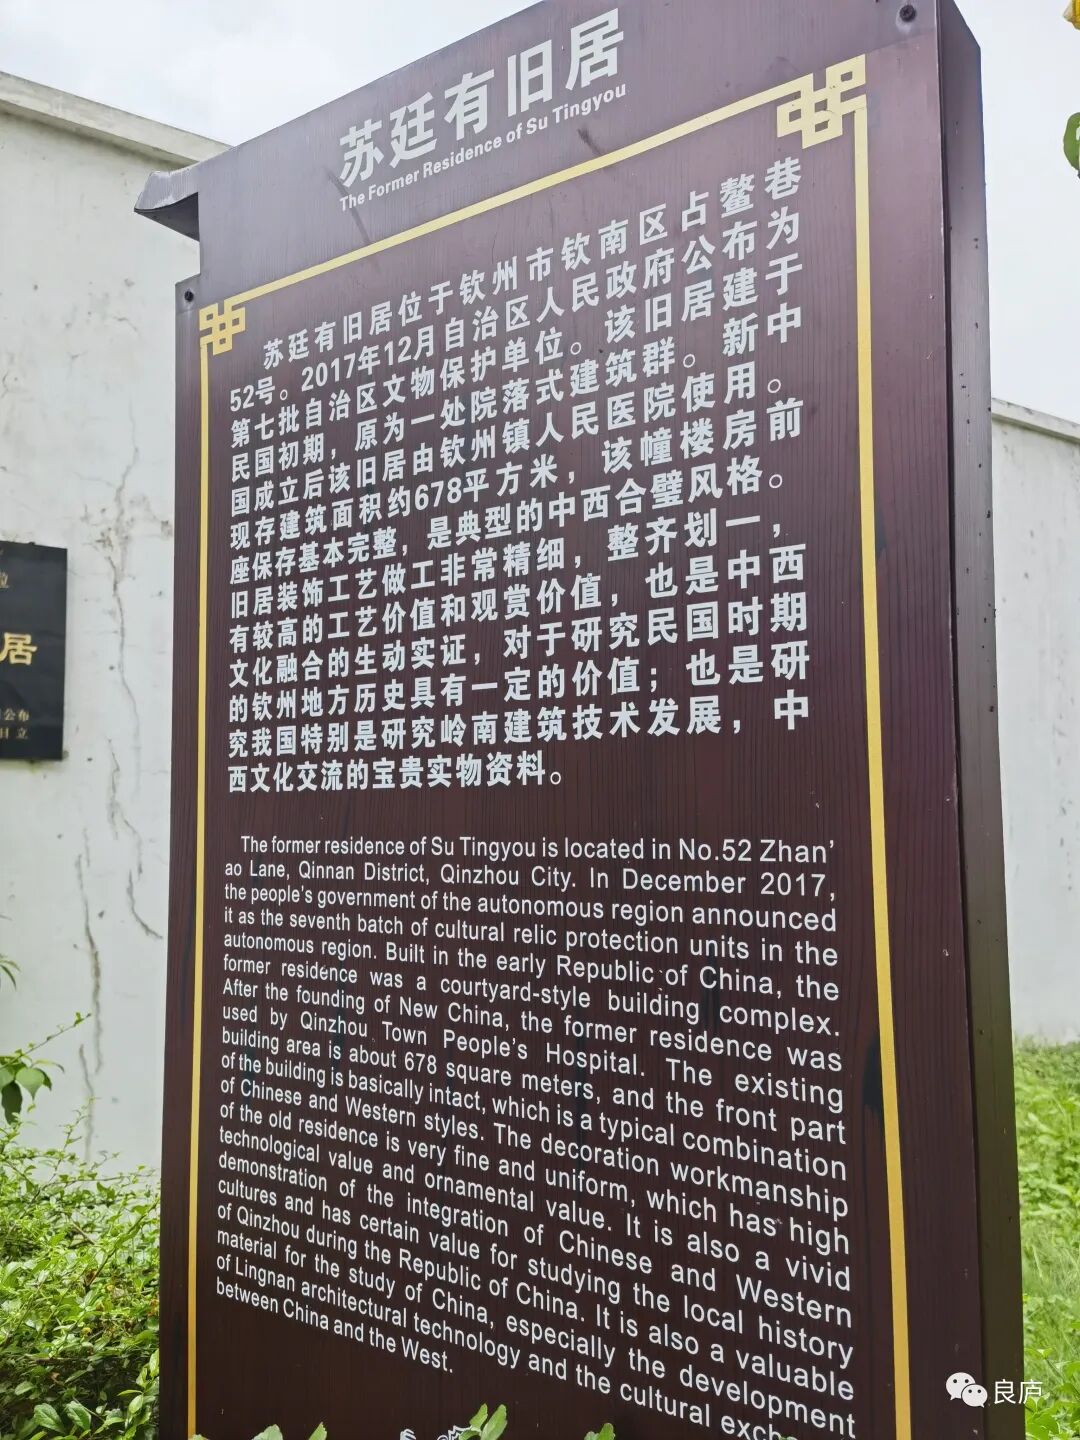 苏廷有旧居
The Former Residence of Su Tingyou
苏廷有旧居位于钦州市钦南区占鳌巷
52号。2017年12月自治区人民政府公布为
第七批自治区文物保护单位。该旧居建于
民国初期，原为一处院落式建筑群。新中
国成立后该旧居由钦州镇人民医院使用。
现存建筑面积约678平方米，该幢楼房前
座保存基本完整，是典型的中西合璧风格。
旧居装饰工艺做工非常精细，整齐划一，
有较高的工艺价值和观赏价值，也是中西
文化融合的生动实证，对于研究民国时期
的钦州地方历史具有一定的价值；也是研
究我国特别是研究岭南建筑技术发展，中
西文化交流的宝贵实物资料。
The former residence of Su Tingyou is located in No.52 Zhan'
ao Lane, Qinnan District, Qinzhou City. In December 2017,
the people's government of the autonomous region announced
it as the seventh batch of cultural relic protection units in the
autonomous region. Built in the early Republic of China, the
former residence was a courtyard-style building complex.
After the founding of New China, the former residence was
used by Qinzhou Town People's Hospital. The existing
building area is about 678 square meters, and the front part
of the building is basically intact, which is a typical combination
of Chinese and Western styles. The decoration workmanship
of the old residence is very fine and uniform, which has high
technological value and ornamental value. It is also a vivid
demonstration of the integration of Chinese and Western
cultures and has certain value for studying the local history
of Qinzhou during the Republic of China. It is also a valuable
material for the study of China, especially the development
of Lingnan architectural technology and the cultural exch
between China and the West.
居
公布
日立
良庐